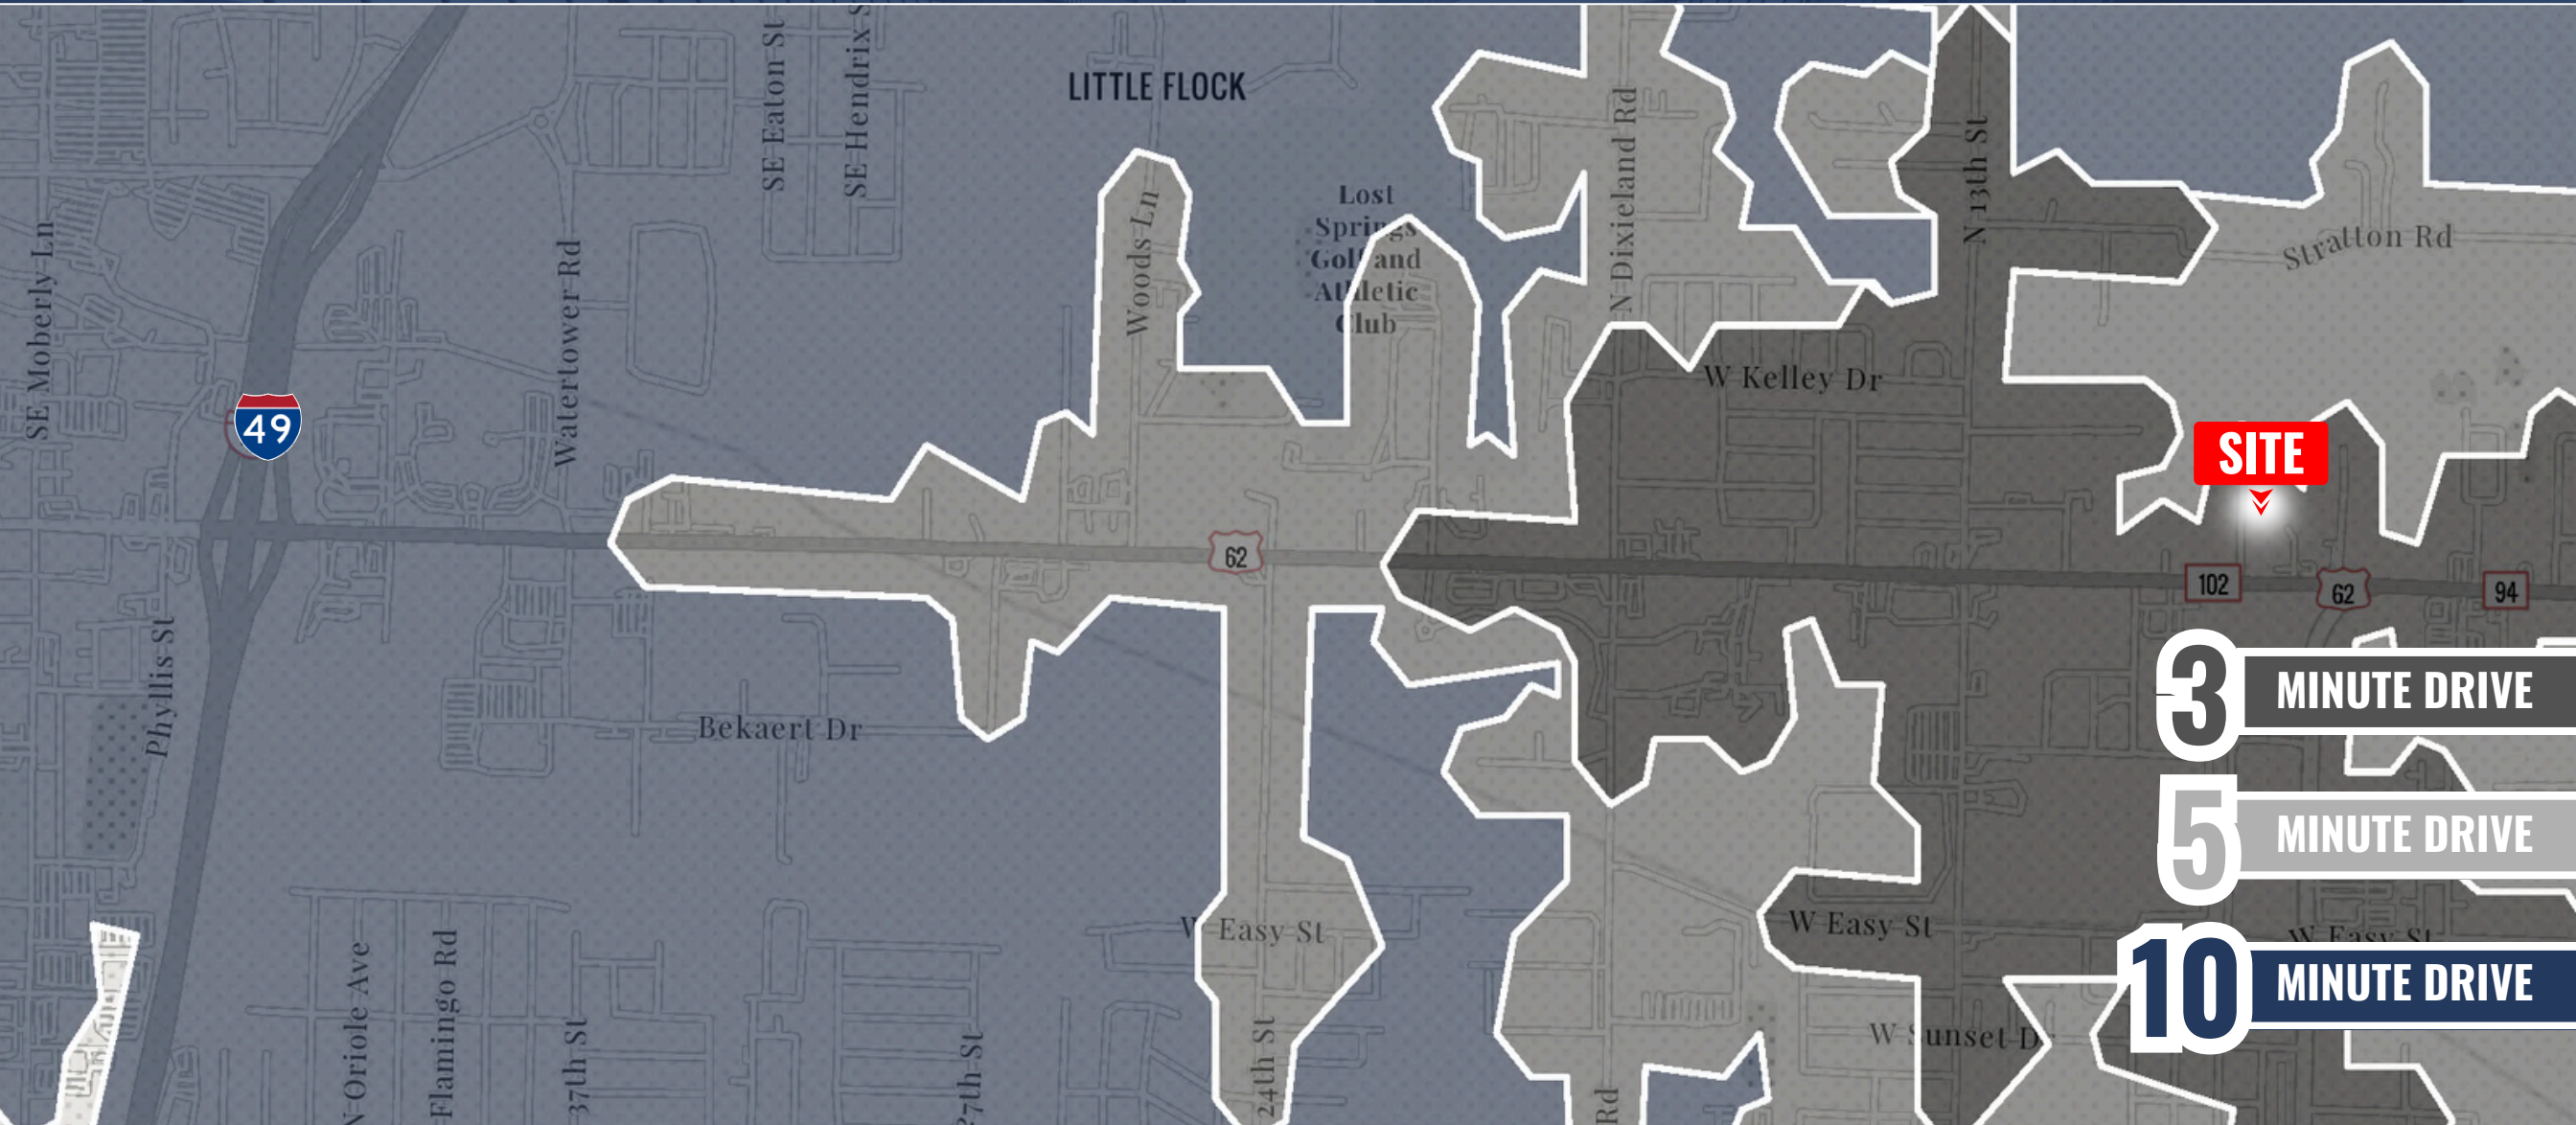 SE Eaton St
SE Hendrix S
LITTLE FLOCK
N Dixieland Rd
N 13th St
Lost
Springs
Golf and
Athletic
Club
Woods Ln
Stratton Rd
SE Moberly Ln
Watertower Rd
49
W Kelley Dr
SITE
62
102
62
94
Phyllis St
Bekaert Dr
3 MINUTE DRIVE
5 MINUTE DRIVE
W Easy St
W Easy St
W Easy St
10 MINUTE DRIVE
N Oriole Ave
Flamingo Rd
37th St
27th St
24th St
Rd
W Sunset Dr